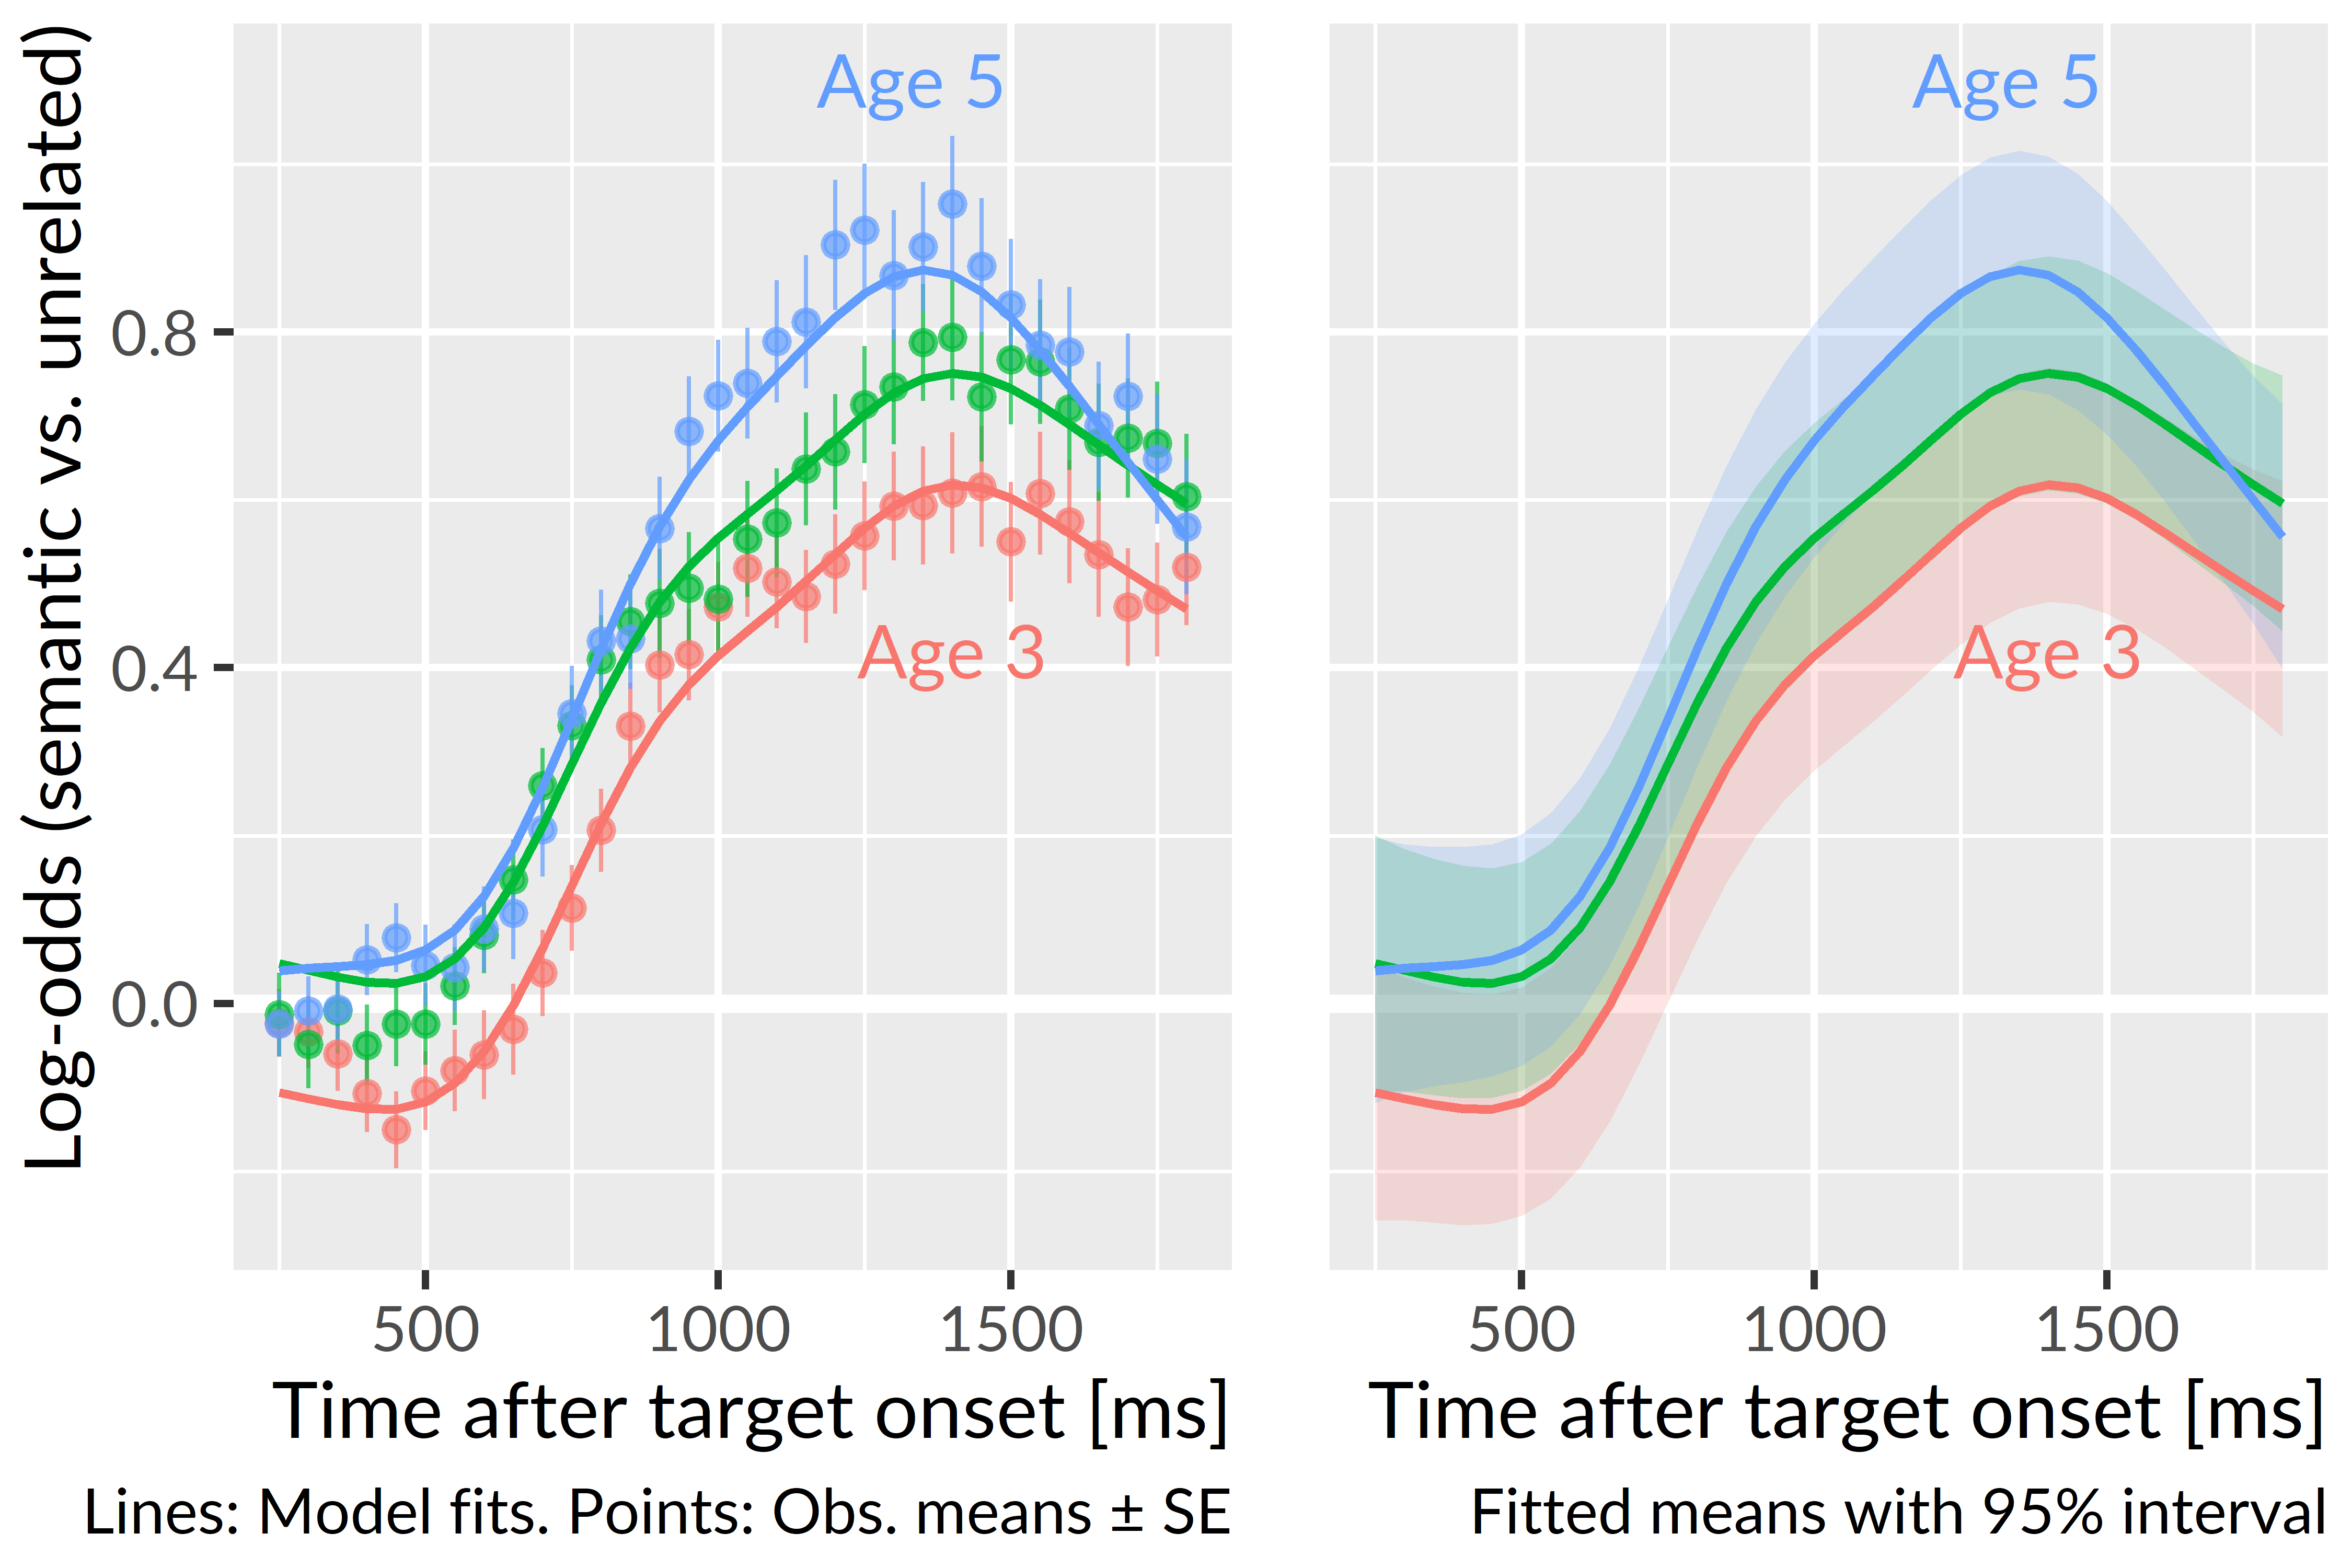 Log-odds (semantic vs. unrelated)
0.8
0.4
0.0
Age 5
Age 3
500 1000 1500
Time after target onset [ms]
Lines: Model fits. Points: Obs. means ± SE
Age 5
Age 3
500 1000 1500
Time after target onset [ms]
Fitted means with 95% interval